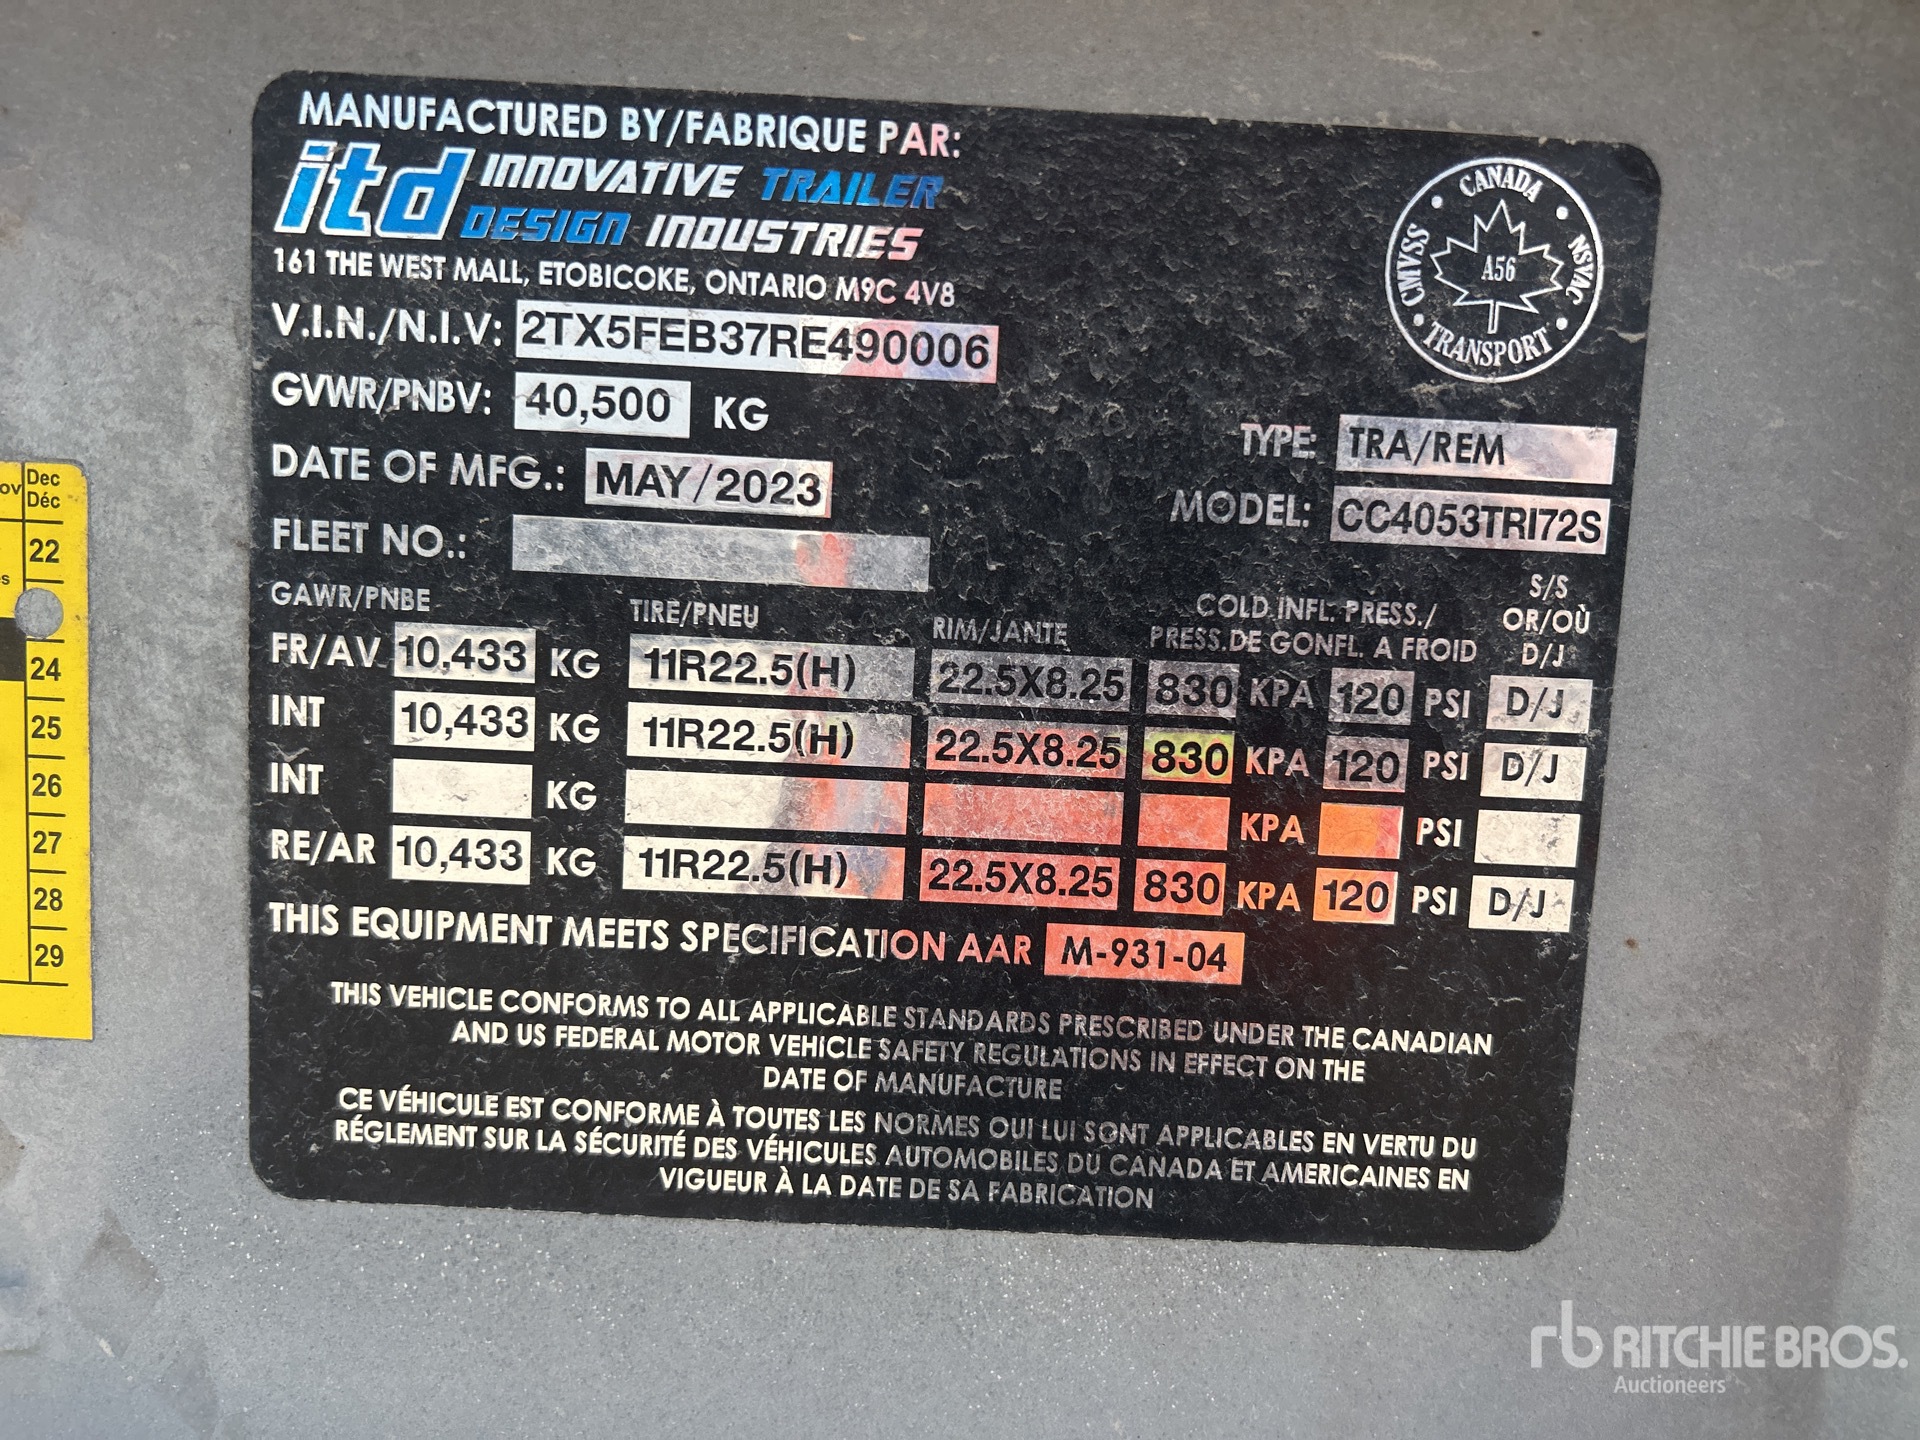 MANUFACTURED BY/FABRIQUE PAR:
itd INNOVATIVE TRAILER
DESIGN INDUSTRIES
161 THE WEST MALL, ETOBICOKE, ONTARIO M9C 4V8
V.I.N./N.I.V: 2TX5FEB37RE490006
GVWR/PNBV: 40,500 KG
DATE OF MFG.: MAY/2023
FLEET NO.:
CANADA
CMVSS A56 NSVAC
TRANSPORT
TYPE: TRA/REM
MODEL: CC4053TRI72S
GAWR/PNBE TIRE/PNEU RIM/JANTE COLD.INFL. PRESS./ PRESS.DE GONFL. A FROID S/S OR/OÙ D/J
FR/AV 10,433 KG 11R22.5(H) 22.5X8.25 830 KPA 120 PSI D/J
INT 10,433 KG 11R22.5(H) 22.5X8.25 830 KPA 120 PSI D/J
INT KG KPA PSI
RE/AR 10,433 KG 11R22.5(H) 22.5X8.25 830 KPA 120 PSI D/J
THIS EQUIPMENT MEETS SPECIFICATION AAR M-931-04
THIS VEHICLE CONFORMS TO ALL APPLICABLE STANDARDS PRESCRIBED UNDER THE CANADIAN
AND US FEDERAL MOTOR VEHICLE SAFETY REGULATIONS IN EFFECT ON THE
DATE OF MANUFACTURE
CE VÉHICULE EST CONFORME À TOUTES LES NORMES QUI LUI SONT APPLICABLES EN VERTU DU
RÉGLEMENT SUR LA SÉCURITÉ DES VÉHICULES AUTOMOBILES DU CANADA ET AMERICAINES EN
VIGUEUR À LA DATE DE SA FABRICATION
Dec
Déc
22
24
25
26
27
28
29
rb RITCHIE BROS.
Auctioneers